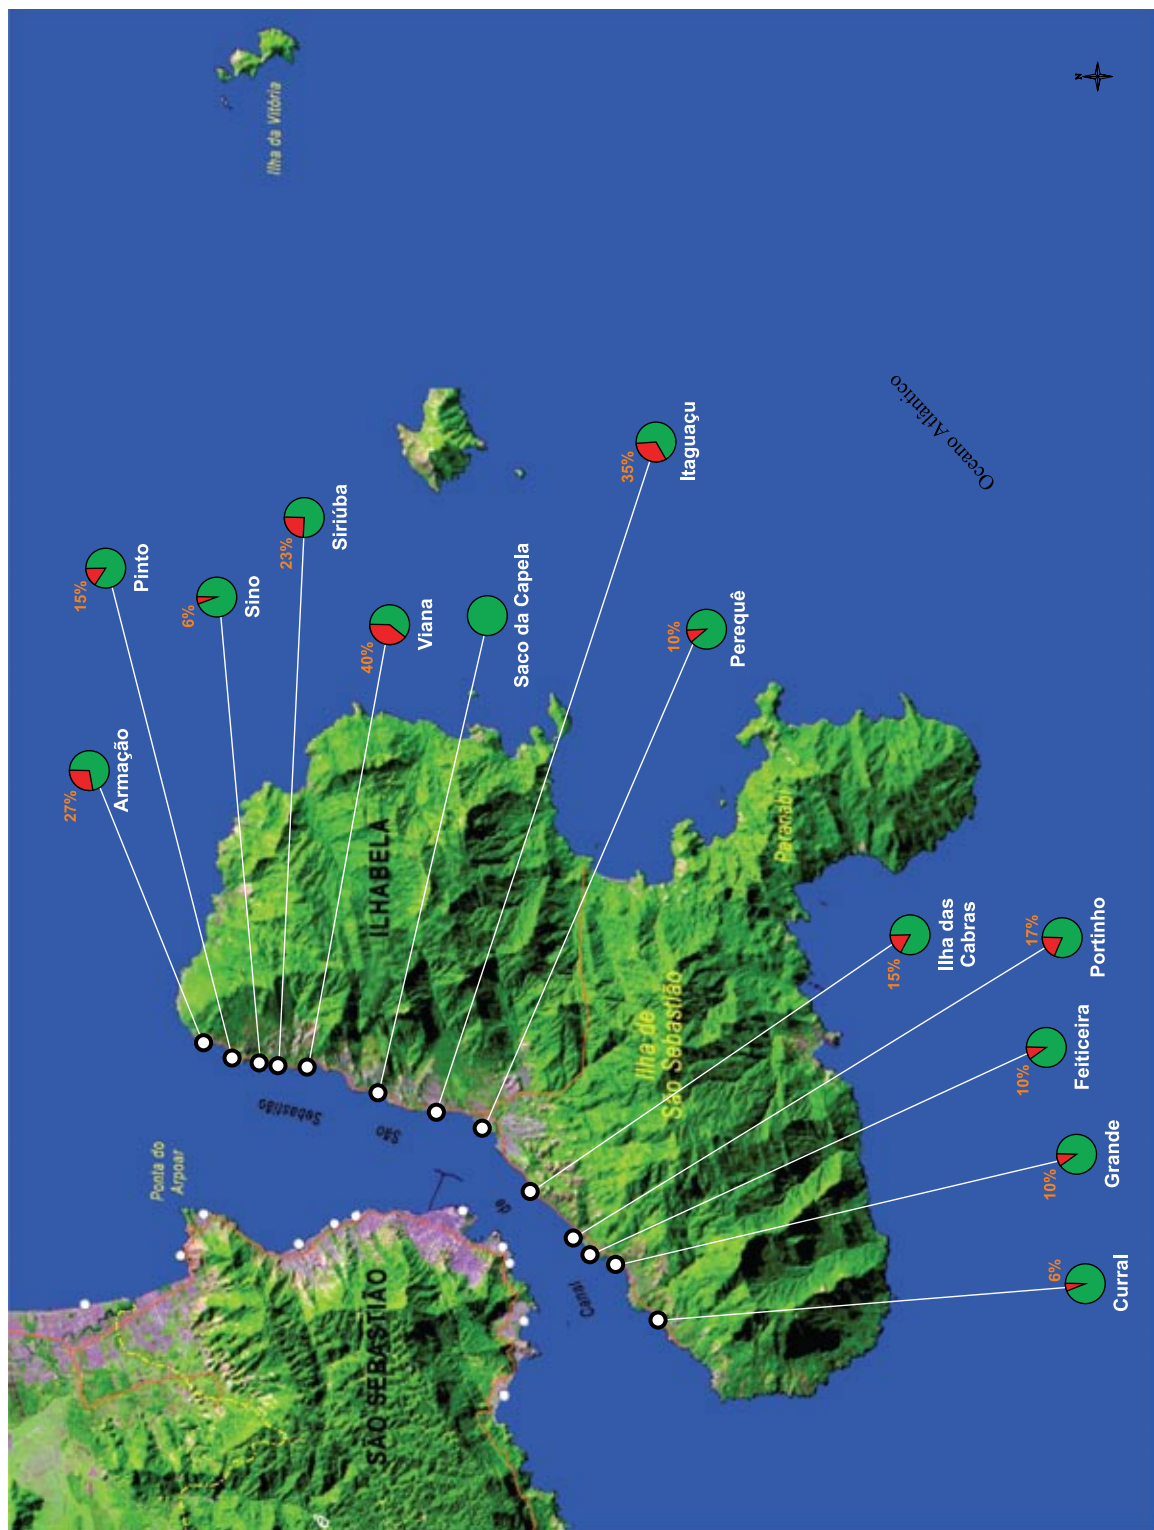 Ilha da Vitória
N
Oceano Atlântico
15%
Pinto
6%
Sino
23%
Siriúba
40%
Viana
Saco da Capela
35%
Itaguaçu
10%
Perequê
27%
Armação
ILHABELA
Ilha de
São Sebastião
15%
Ilha das
Cabras
17%
Portinho
10%
Feiticeira
10%
Grande
6%
Curral
Canal
de
São
Sebastião
Ponta do
Arpoar
SÃO SEBASTIÃO